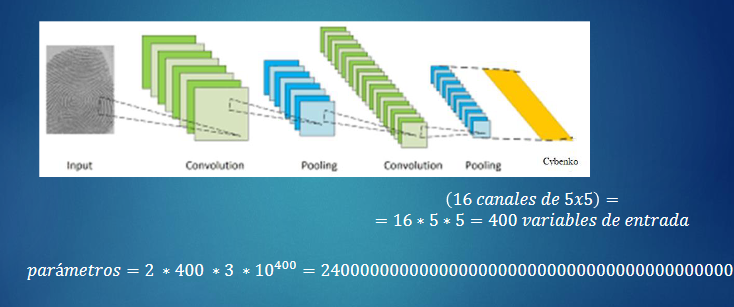 Input Convolution Pooling Convolution Pooling Cybenko
(16 canales de 5x5) =
= 16 ∗ 5 ∗ 5 = 400 variables de entrada
parámetros = 2 ∗ 400 ∗ 3 ∗ 10⁴⁰⁰ = 24000000000000000000000000000000000000000000